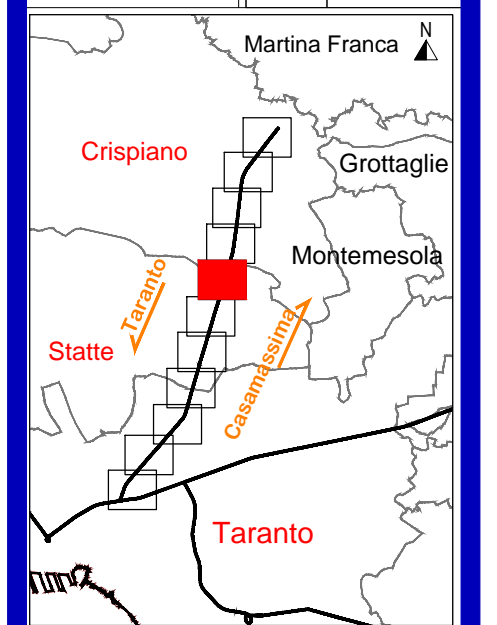 N
Martina Franca
Crispiano
Grottaglie
Montemesola
Taranto
Casamassima
Statte
Taranto